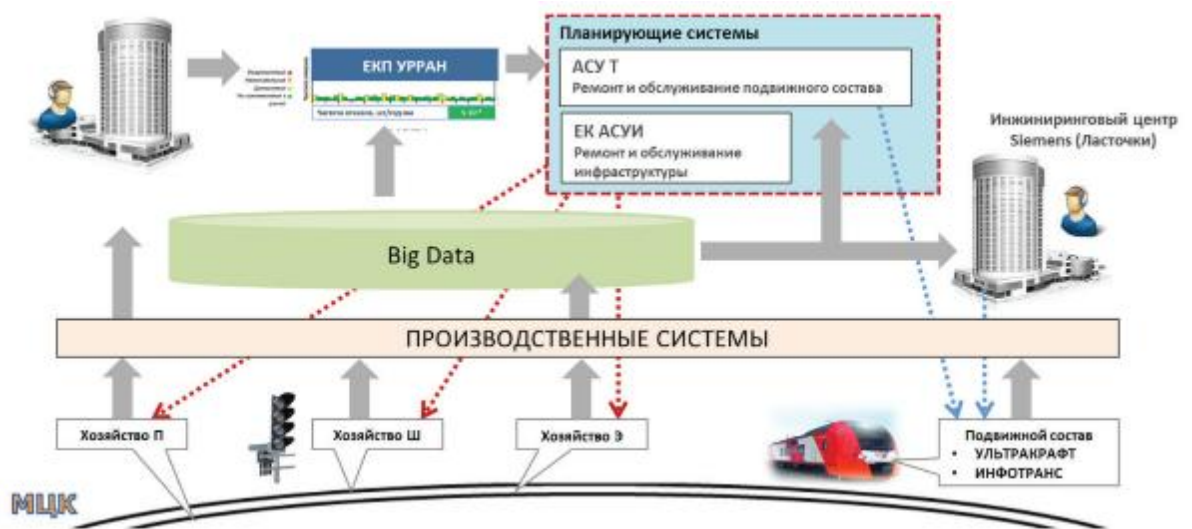 Планирующие системы
ЕКП УРРАН
АСУ Т
Ремонт и обслуживание подвижного состава
ЕК АСУИ
Ремонт и обслуживание
инфраструктуры
Инжиниринговый центр
Siemens (Ласточки)
Big Data
ПРОИЗВОДСТВЕННЫЕ СИСТЕМЫ
Хозяйство П
Хозяйство Ш
Хозяйство Э
Подвижной состав
• УЛЬТРАКРАФТ
• ИНФОТРАНС
МЦК